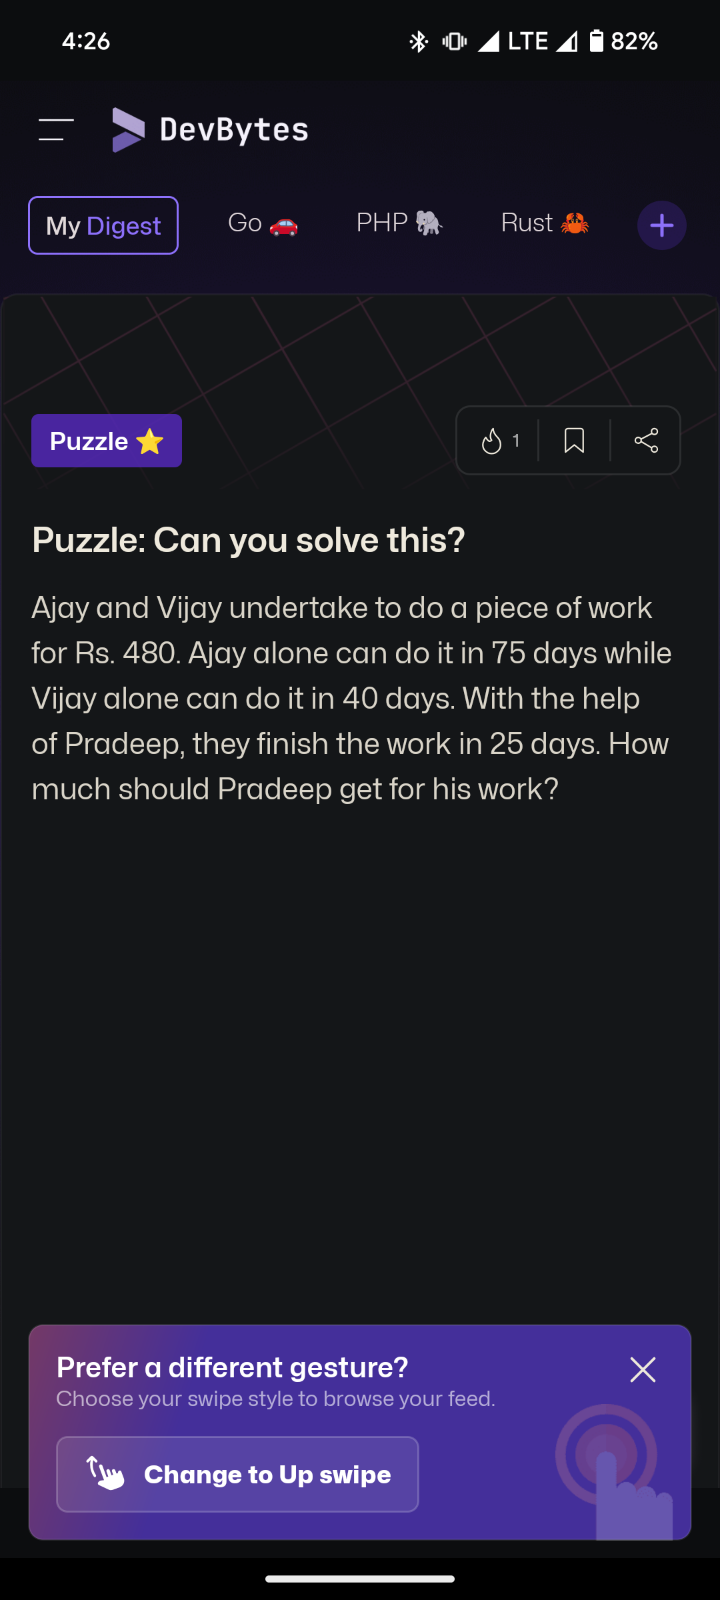 4:26
LTE 82%
DevBytes
My Digest Go 🚗 PHP 🐘 Rust 🦀 +
Puzzle ⭐
1
Puzzle: Can you solve this?
Ajay and Vijay undertake to do a piece of work
for Rs. 480. Ajay alone can do it in 75 days while
Vijay alone can do it in 40 days. With the help
of Pradeep, they finish the work in 25 days. How
much should Pradeep get for his work?
Prefer a different gesture?
Choose your swipe style to browse your feed.
Change to Up swipe